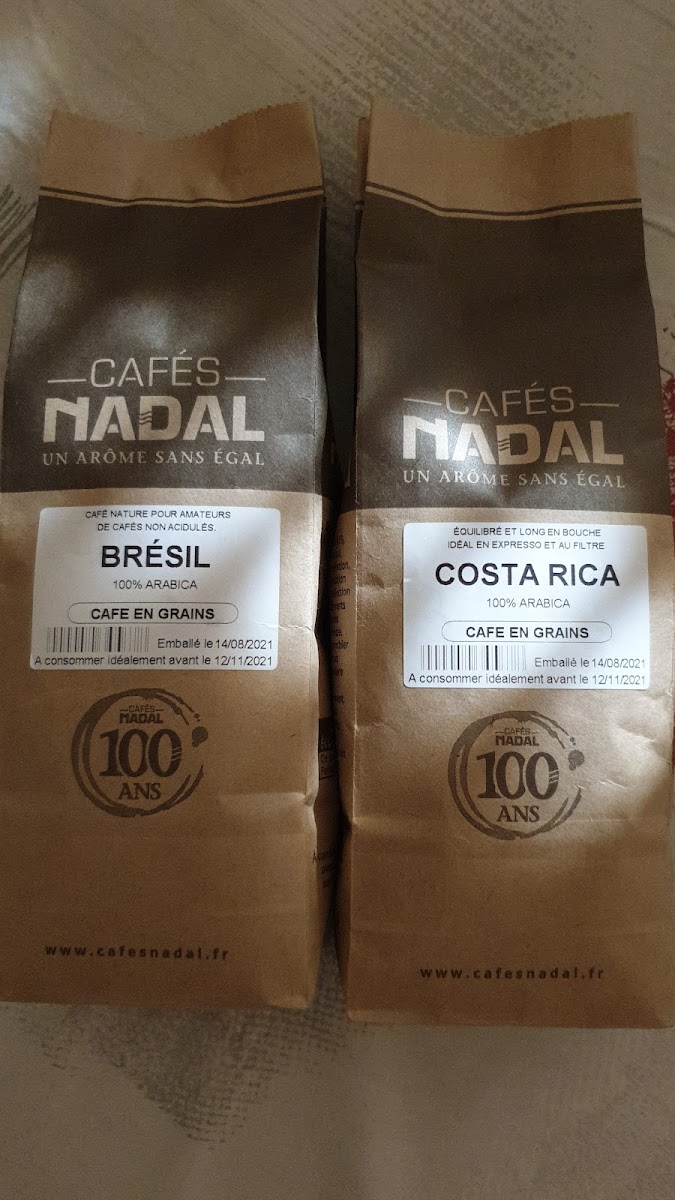 CAFÉS
NADAL
UN ARÔME SANS ÉGAL
CAFÉ NATURE POUR AMATEURS
DE CAFÉS NON ACIDULÉS.
BRÉSIL
100% ARABICA
CAFE EN GRAINS
Emballé le 14/08/2021
A consommer idéalement avant le 12/11/2021
CAFÉS
NADAL
100
ANS
www.cafesnadal.fr
CAFÉS
NADAL
UN ARÔME SANS ÉGAL
ÉQUILIBRÉ ET LONG EN BOUCHE
IDÉAL EN EXPRESSO ET AU FILTRE
COSTA RICA
100% ARABICA
CAFE EN GRAINS
Emballé le 14/08/2021
A consommer idéalement avant le 12/11/2021
CAFÉS
NADAL
100
ANS
www.cafesnadal.fr